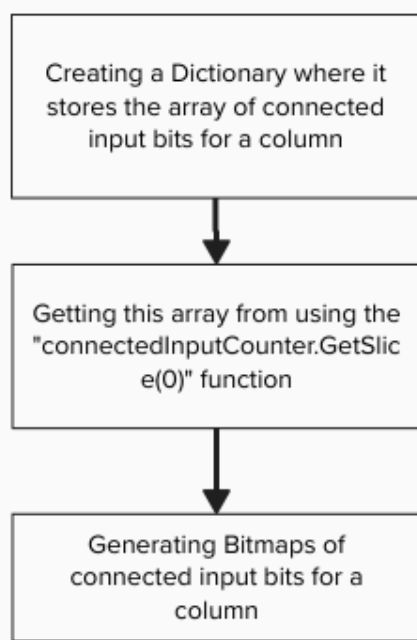 Creating a Dictionary where it
stores the array of connected
input bits for a column
Getting this array from using the
"connectedInputCounter.GetSlic
e(0)" function
Generating Bitmaps of
connected input bits for a
column